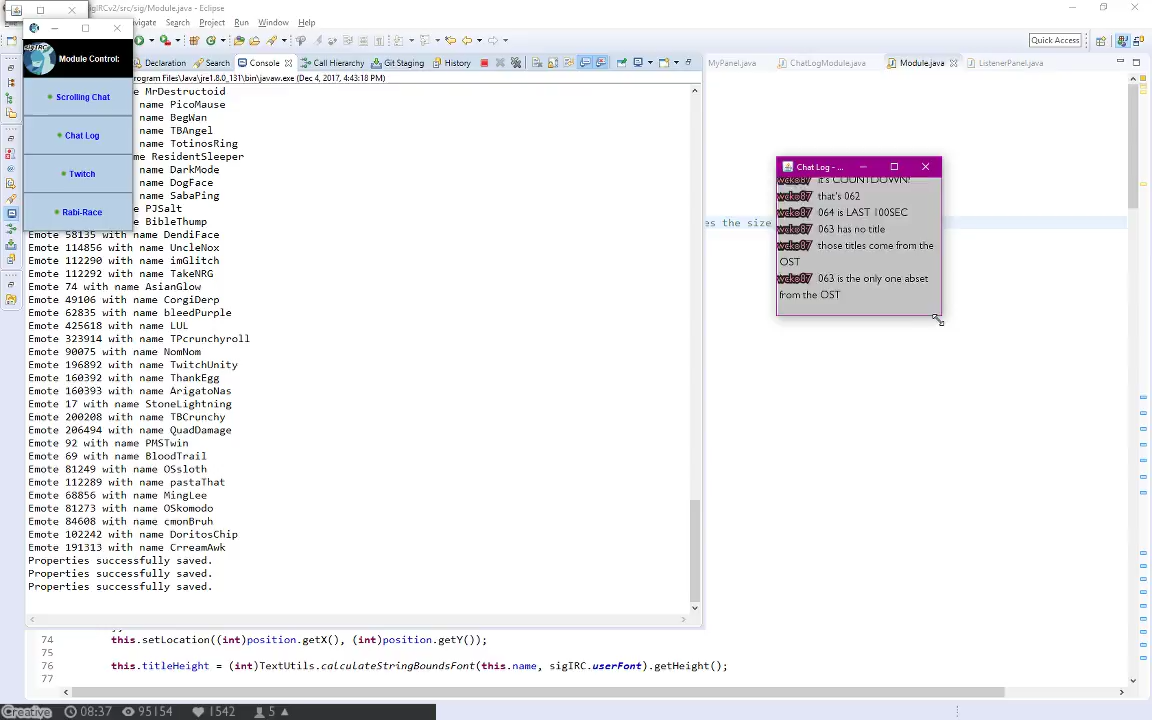 sigIRCv2/src/sig/Module.java - Eclipse
Navigate Search Project Run Window Help
Quick Access
SIGIRC
Module Control:
Scrolling Chat
Chat Log
Twitch
Rabi-Race
Declaration Search Console Call Hierarchy Git Staging History
MyPanel.java ChatLogModule.java Module.java ListenerPanel.java
rogram Files\Java\jre1.8.0_131\bin\javaw.exe (Dec 4, 2017, 4:43:18 PM)
e MrDestructoid
name PicoMause
name BegWan
name TBAngel
name TotinosRing
me ResidentSleeper
name DarkMode
name DogFace
name SabaPing
PJSalt
BibleThump
Emote 58135 with name DendiFace
Emote 114856 with name UncleNox
Emote 112290 with name imGlitch
Emote 112292 with name TakeNRG
Emote 74 with name AsianGlow
Emote 49106 with name CorgiDerp
Emote 62835 with name bleedPurple
Emote 425618 with name LUL
Emote 323914 with name TPcrunchyroll
Emote 90075 with name NomNom
Emote 196892 with name TwitchUnity
Emote 160392 with name ThankEgg
Emote 160393 with name ArigatoNas
Emote 17 with name StoneLightning
Emote 200208 with name TBCrunchy
Emote 206494 with name QuadDamage
Emote 92 with name PMSTwin
Emote 69 with name BloodTrail
Emote 81249 with name OSsloth
Emote 112289 with name pastaThat
Emote 68856 with name MingLee
Emote 81273 with name OSkomodo
Emote 84608 with name cmonBruh
Emote 102242 with name DoritosChip
Emote 191313 with name CrreamAwk
Properties successfully saved.
Properties successfully saved.
Properties successfully saved.
es the size
Chat Log - ...
wcko87 it's COUNTDOWN!
wcko87 that's 062
wcko87 064 is LAST 100SEC
wcko87 063 has no title
wcko87 those titles come from the
OST
wcko87 063 is the only one abset
from the OST
74 this.setLocation((int)position.getX(), (int)position.getY());
75
76 this.titleHeight = (int)TextUtils.calculateStringBoundsFont(this.name, sigIRC.userFont).getHeight();
77
Creative 08:37 95154 1542 5